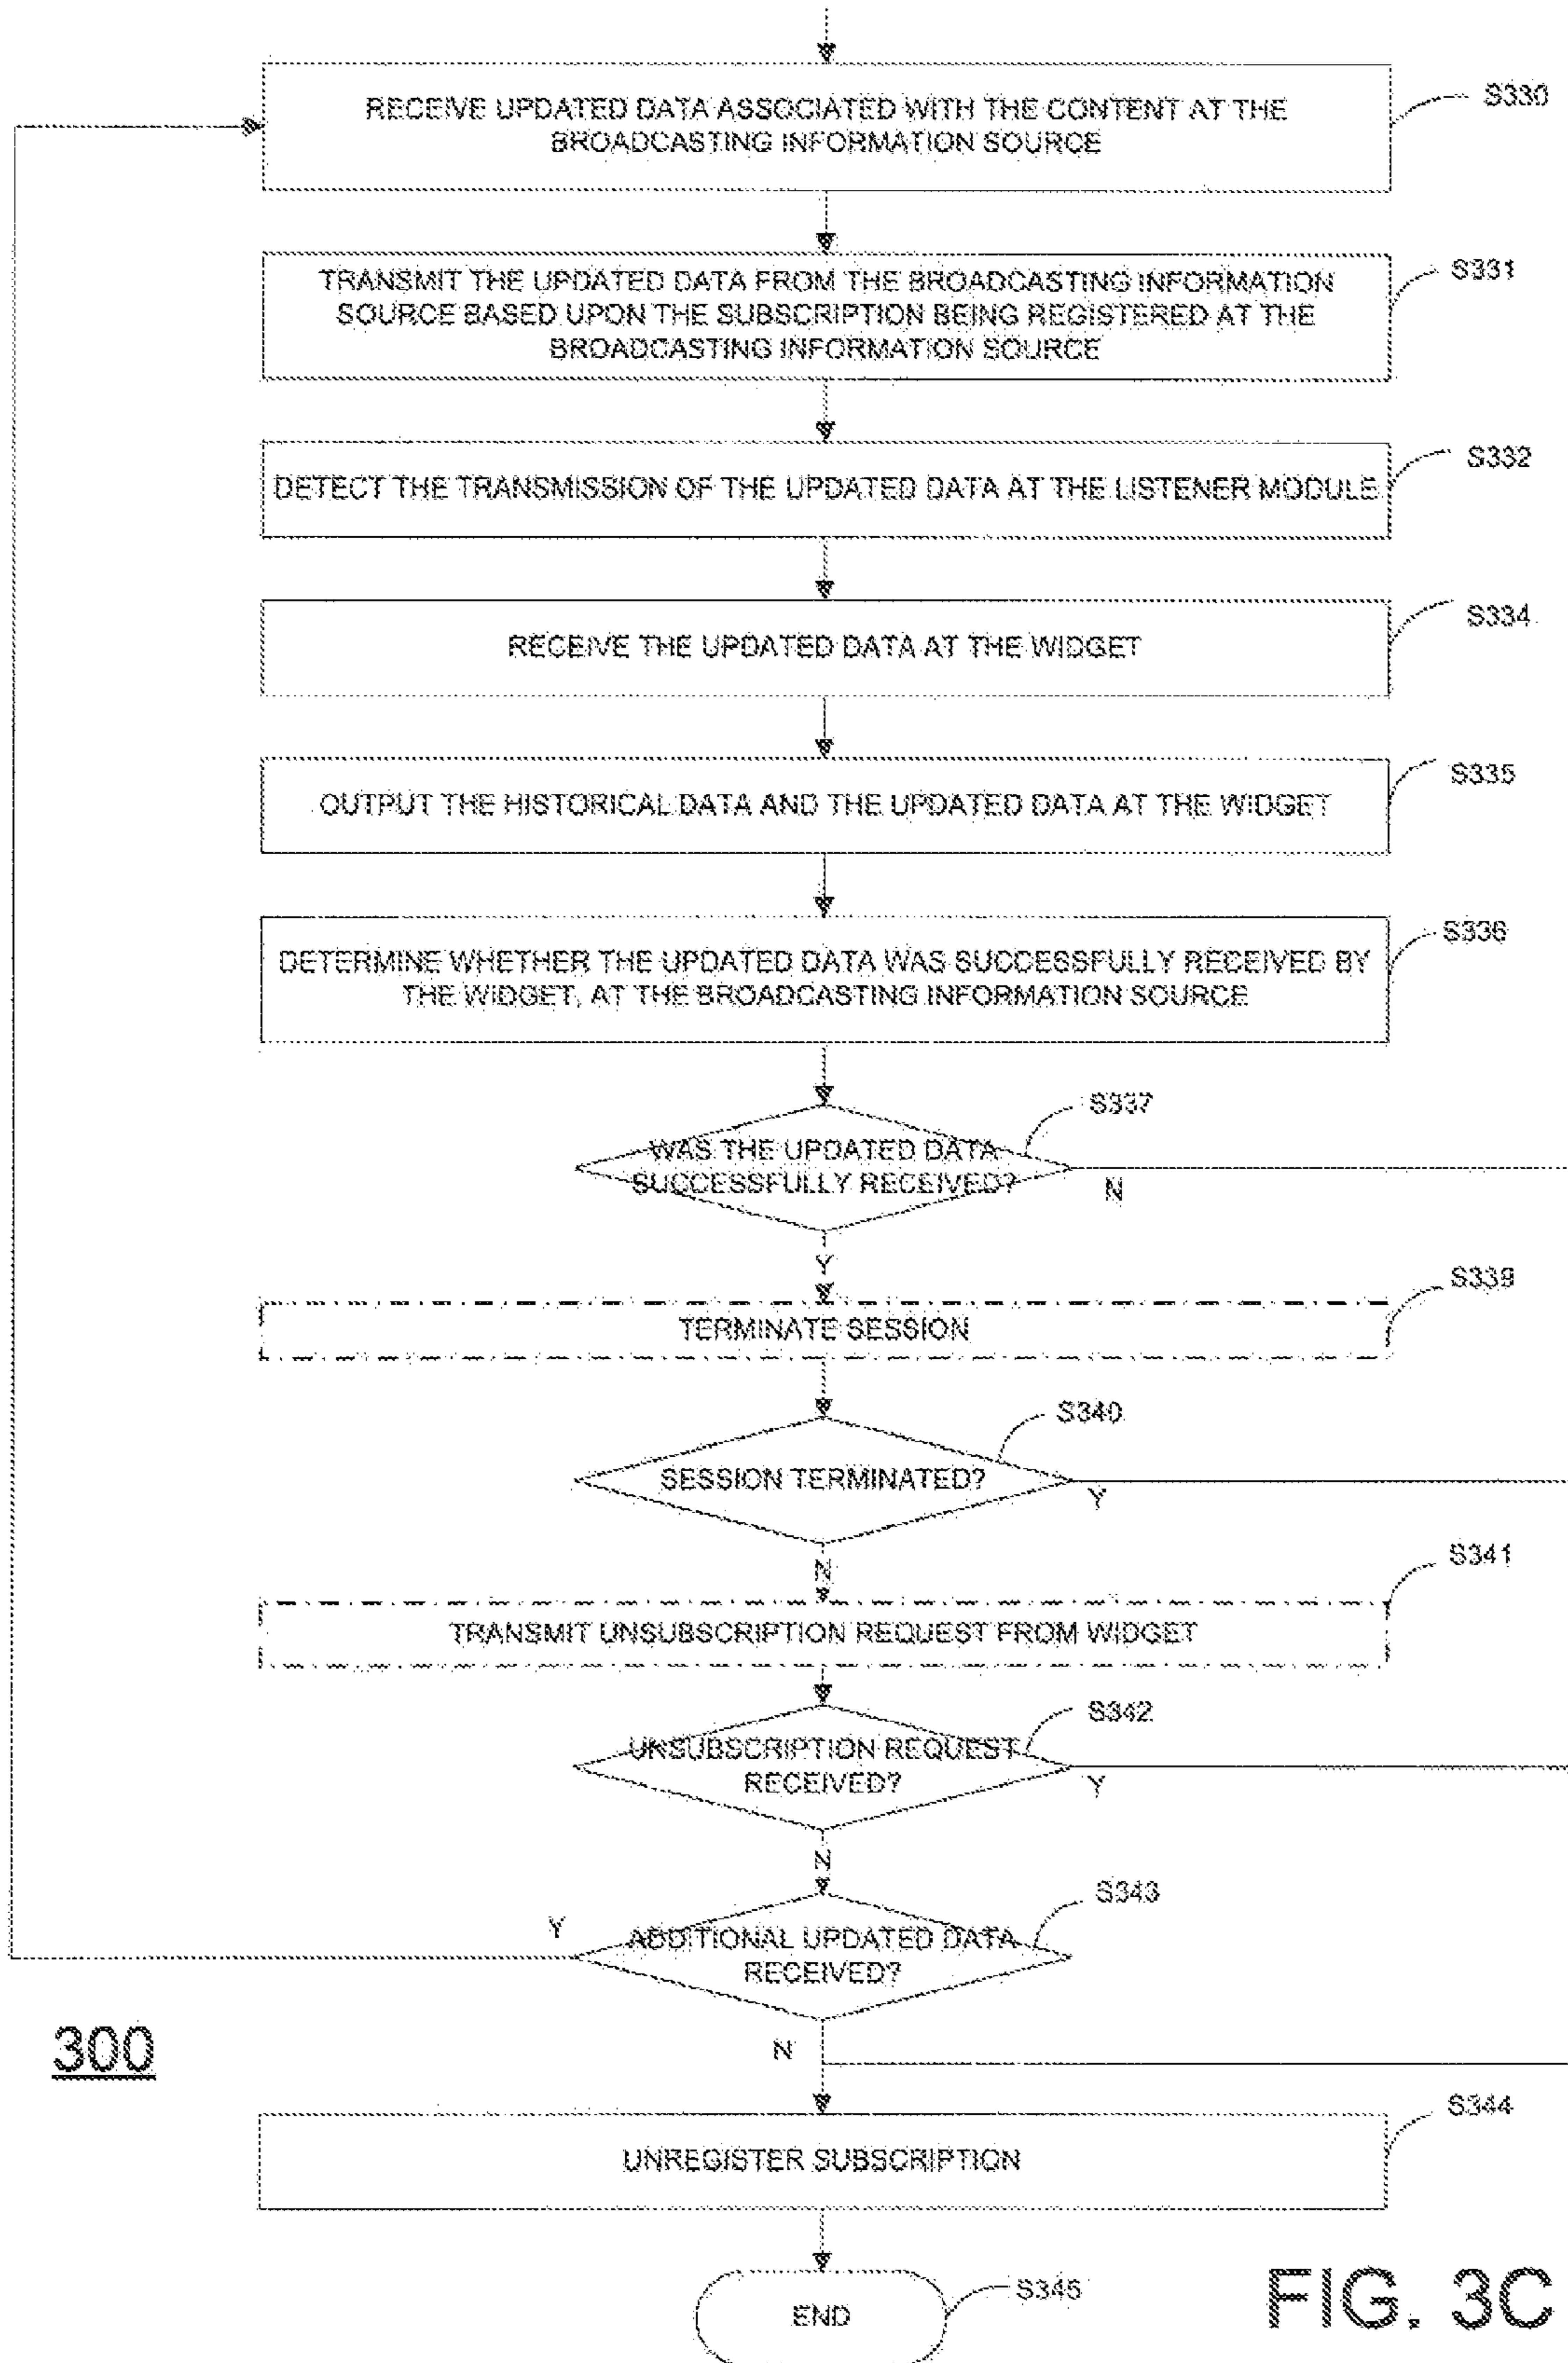 RECEIVE UPDATED DATA ASSOCIATED WITH THE CONTENT AT THE
BROADCASTING INFORMATION SOURCE
S330
TRANSMIT THE UPDATED DATA FROM THE BROADCASTING INFORMATION
SOURCE BASED UPON THE SUBSCRIPTION BEING REGISTERED AT THE
BROADCASTING INFORMATION SOURCE
S331
DETECT THE TRANSMISSION OF THE UPDATED DATA AT THE LISTENER MODULE
S332
RECEIVE THE UPDATED DATA AT THE WIDGET
S334
OUTPUT THE HISTORICAL DATA AND THE UPDATED DATA AT THE WIDGET
S335
DETERMINE WHETHER THE UPDATED DATA WAS SUCCESSFULLY RECEIVED BY
THE WIDGET, AT THE BROADCASTING INFORMATION SOURCE
S336
WAS THE UPDATED DATA
SUCCESSFULLY RECEIVED?
S337
N
Y
TERMINATE SESSION
S339
SESSION TERMINATED?
S340
Y
N
TRANSMIT UNSUBSCRIPTION REQUEST FROM WIDGET
S341
UNSUBSCRIPTION REQUEST
RECEIVED?
S342
Y
N
ADDITIONAL UPDATED DATA
RECEIVED?
S343
Y
N
300
UNREGISTER SUBSCRIPTION
S344
END
S345
FIG. 3C